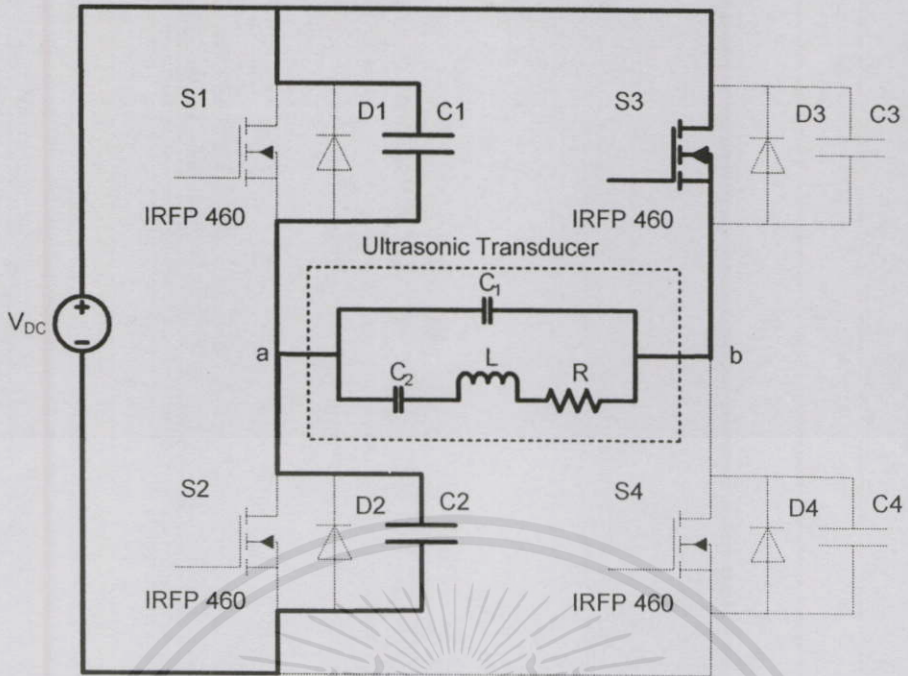 S1
D1
C1
IRFP 460
S3
D3
C3
IRFP 460
Ultrasonic Transducer
C₁
V_DC
+
-
a
b
C₂
L
R
S2
D2
C2
IRFP 460
S4
D4
C4
IRFP 460